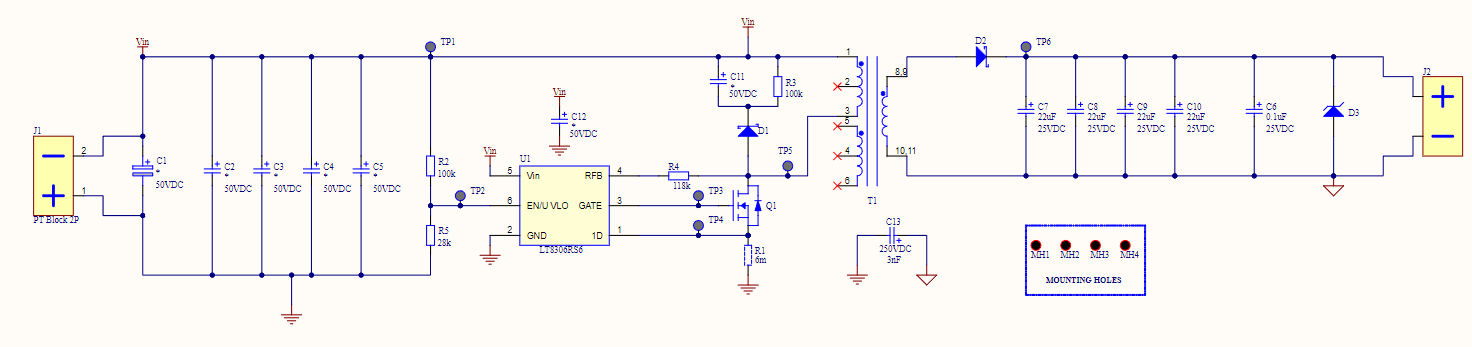 Vin
TP1
Vin
D2
TP6
1
8,9
J2
C11
*
50VDC
R3
100k
2
Vin
C12
*
50VDC
3
5
C7
22uF
25VDC
C8
22uF
25VDC
C9
22uF
25VDC
C10
22uF
25VDC
C6
0.1uF
25VDC
D3
J1
2
1
PT Block 2P
C1
*
50VDC
C2
*
50VDC
C3
*
50VDC
C4
*
50VDC
C5
*
50VDC
R2
100k
D1
4
10,11
Vin
U1
5
Vin
RFB
4
R4
118k
TP5
6
T1
TP2
6
EN/UVLO
GATE
3
TP3
Q1
R5
28k
2
GND
1D
1
TP4
LT8306RS6
R1
6m
C13
250VDC
3nF
MH1
MH2
MH3
MH4
MOUNTING HOLES